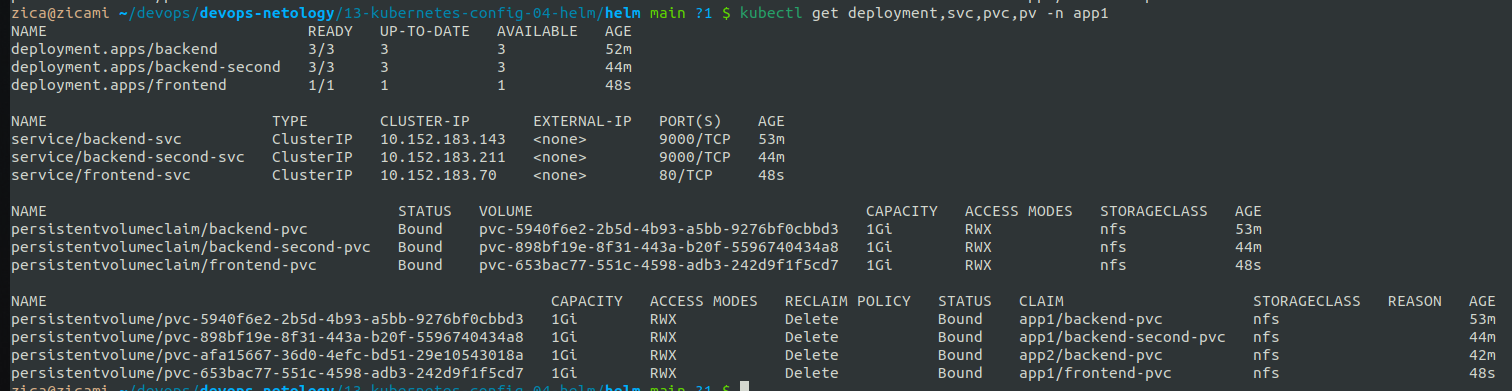 zica@zicami ~/devops/devops-netology/13-kubernetes-config-04-helm/helm main ?1 $ kubectl get deployment,svc,pvc,pv -n app1
NAME READY UP-TO-DATE AVAILABLE AGE
deployment.apps/backend 3/3 3 3 52m
deployment.apps/backend-second 3/3 3 3 44m
deployment.apps/frontend 1/1 1 1 48s
NAME TYPE CLUSTER-IP EXTERNAL-IP PORT(S) AGE
service/backend-svc ClusterIP 10.152.183.143 <none> 9000/TCP 53m
service/backend-second-svc ClusterIP 10.152.183.211 <none> 9000/TCP 44m
service/frontend-svc ClusterIP 10.152.183.70 <none> 80/TCP 48s
NAME STATUS VOLUME CAPACITY ACCESS MODES STORAGECLASS AGE
persistentvolumeclaim/backend-pvc Bound pvc-5940f6e2-2b5d-4b93-a5bb-9276bf0cbbd3 1Gi RWX nfs 53m
persistentvolumeclaim/backend-second-pvc Bound pvc-898bf19e-8f31-443a-b20f-5596740434a8 1Gi RWX nfs 44m
persistentvolumeclaim/frontend-pvc Bound pvc-653bac77-551c-4598-adb3-242d9f1f5cd7 1Gi RWX nfs 48s
NAME CAPACITY ACCESS MODES RECLAIM POLICY STATUS CLAIM STORAGECLASS REASON AGE
persistentvolume/pvc-5940f6e2-2b5d-4b93-a5bb-9276bf0cbbd3 1Gi RWX Delete Bound app1/backend-pvc nfs 53m
persistentvolume/pvc-898bf19e-8f31-443a-b20f-5596740434a8 1Gi RWX Delete Bound app1/backend-second-pvc nfs 44m
persistentvolume/pvc-afa15667-36d0-4efc-bd51-29e10543018a 1Gi RWX Delete Bound app2/backend-pvc nfs 42m
persistentvolume/pvc-653bac77-551c-4598-adb3-242d9f1f5cd7 1Gi RWX Delete Bound app1/frontend-pvc nfs 48s
zica@zicami ~/devops/devops-netology/13-kubernetes-config-04-helm/helm main ?1 $